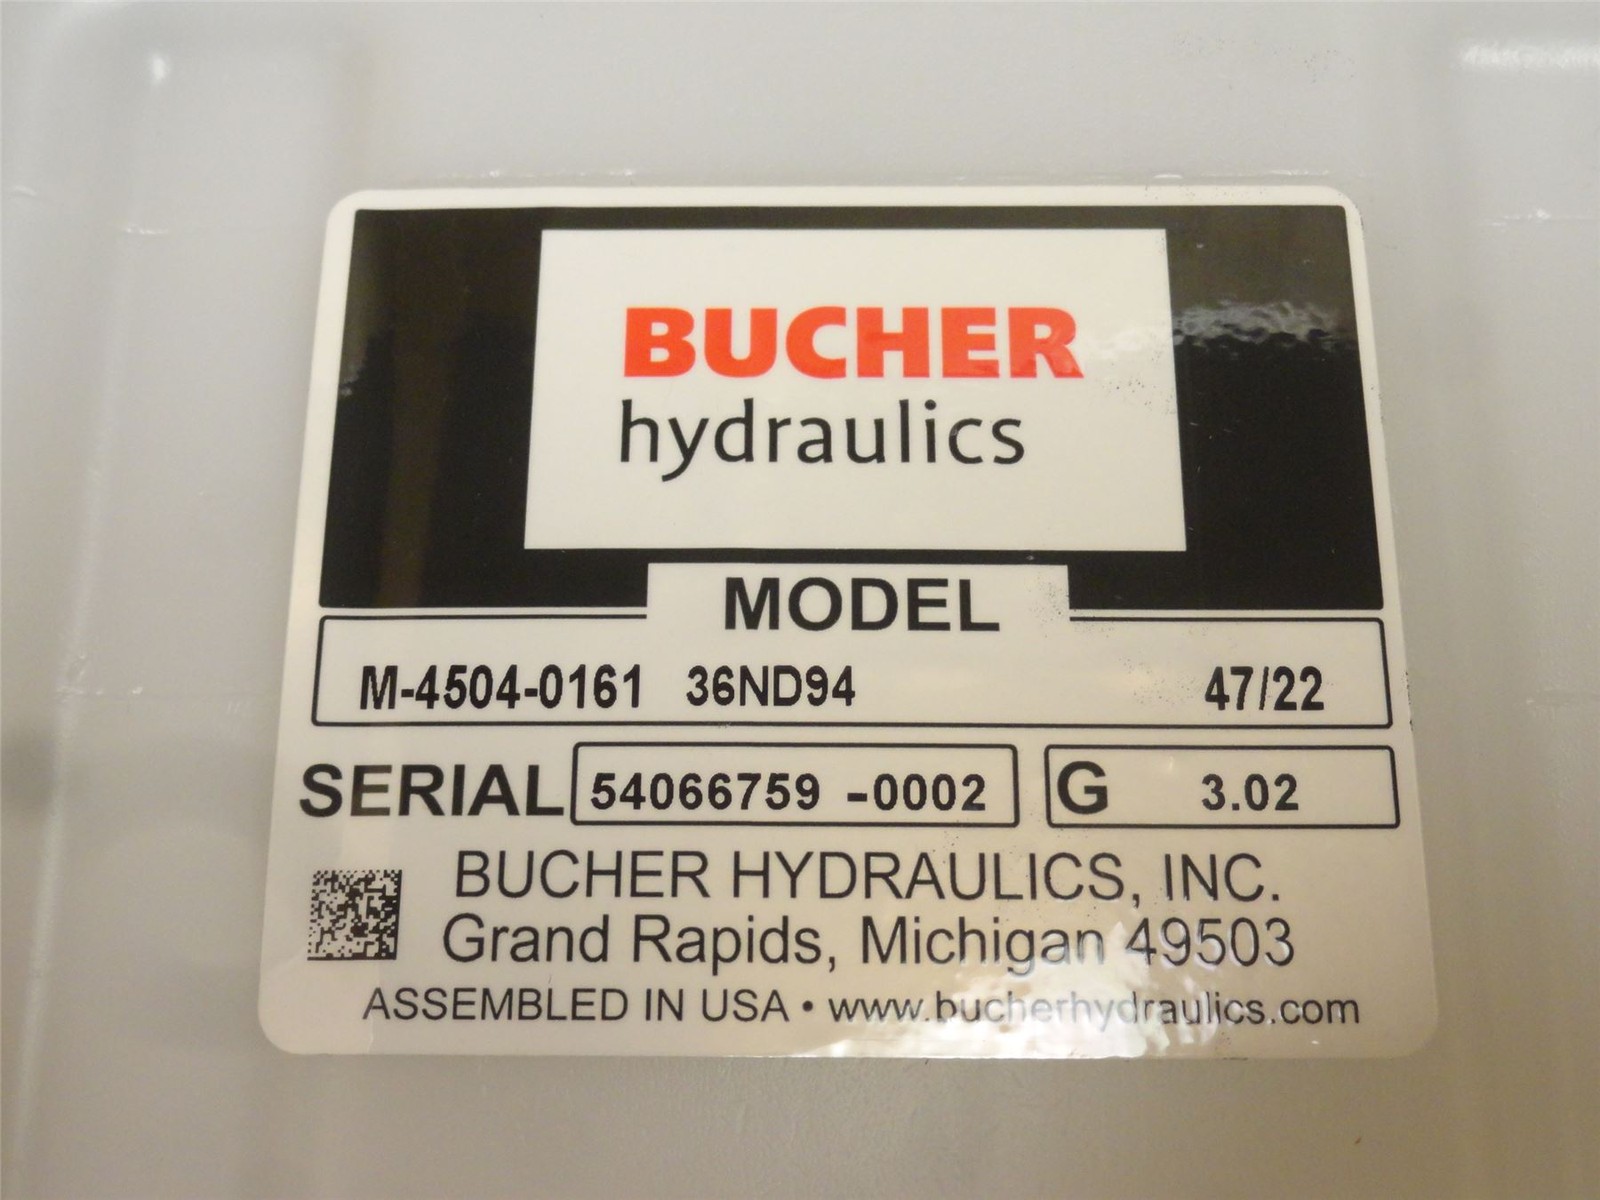 BUCHER
hydraulics
MODEL
M-4504-0161 36ND94 47/22
SERIAL 54066759 -0002 G 3.02
BUCHER HYDRAULICS, INC.
Grand Rapids, Michigan 49503
ASSEMBLED IN USA • www.bucherhydraulics.com